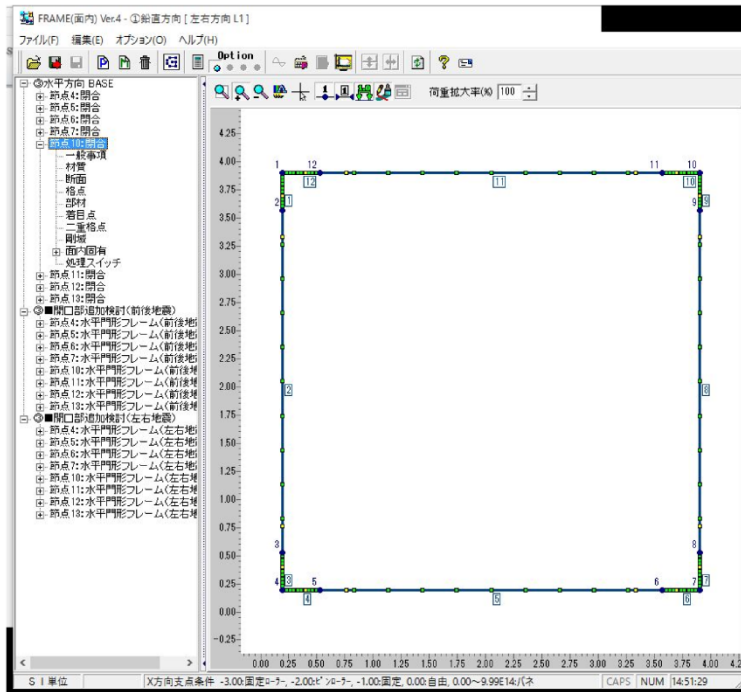 FRAME(面内) Ver.4 - ①鉛直方向 [ 左右方向 L1 ]
ファイル(F) 編集(E) オプション(O) ヘルプ(H)
Option
③水平方向 BASE
節点4:閉合
節点5:閉合
節点6:閉合
節点7:閉合
節点10:閉合
一般事項
材質
断面
格点
部材
着目点
二重格点
剛域
面内固有
処理スイッチ
節点11:閉合
節点12:閉合
節点13:閉合
③■開口部追加検討(前後地震)
節点4:水平門形フレーム(前後地
節点5:水平門形フレーム(前後地
節点6:水平門形フレーム(前後地
節点7:水平門形フレーム(前後地
節点10:水平門形フレーム(前後
節点11:水平門形フレーム(前後
節点12:水平門形フレーム(前後
節点13:水平門形フレーム(前後
③■開口部追加検討(左右地震)
節点4:水平門形フレーム(左右地
節点5:水平門形フレーム(左右地
節点6:水平門形フレーム(左右地
節点7:水平門形フレーム(左右地
節点10:水平門形フレーム(左右
節点11:水平門形フレーム(左右
節点12:水平門形フレーム(左右
節点13:水平門形フレーム(左右
荷重拡大率(%) 100
4.25
4.00
3.75
3.50
3.25
3.00
2.75
2.50
2.25
2.00
1.75
1.50
1.25
1.00
0.75
0.50
0.25
0.00
-0.25
1 12 11 10
12 11 10
2 1 9 9
2 8
3 8
4 3 5 6 7 7
4 5 6
0.00 0.25 0.50 0.75 1.00 1.25 1.50 1.75 2.00 2.25 2.50 2.75 3.00 3.25 3.50 3.75 4.00 4.2
SI単位 X方向支点条件 -3.00:固定ローラー, -2.00:ピンローラー, -1.00:固定, 0.00:自由, 0.00～9.99E14:バネ CAPS NUM 14:51:29